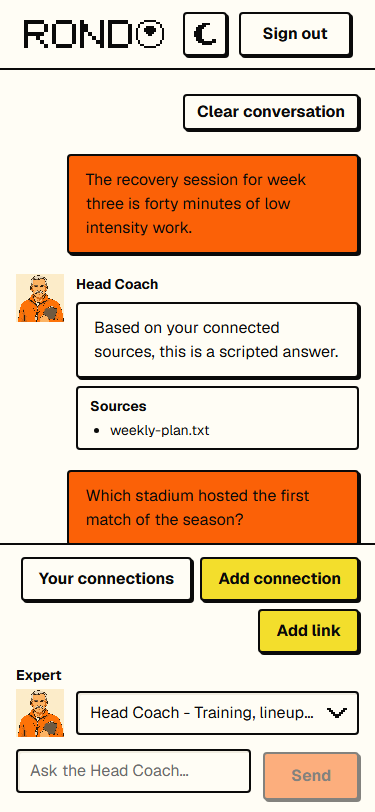 RONDO
Sign out
Clear conversation
The recovery session for week
three is forty minutes of low
intensity work.
Head Coach
Based on your connected
sources, this is a scripted answer.
Sources
• weekly-plan.txt
Which stadium hosted the first
match of the season?
Your connections
Add connection
Add link
Expert
Head Coach - Training, lineup...
Ask the Head Coach...
Send